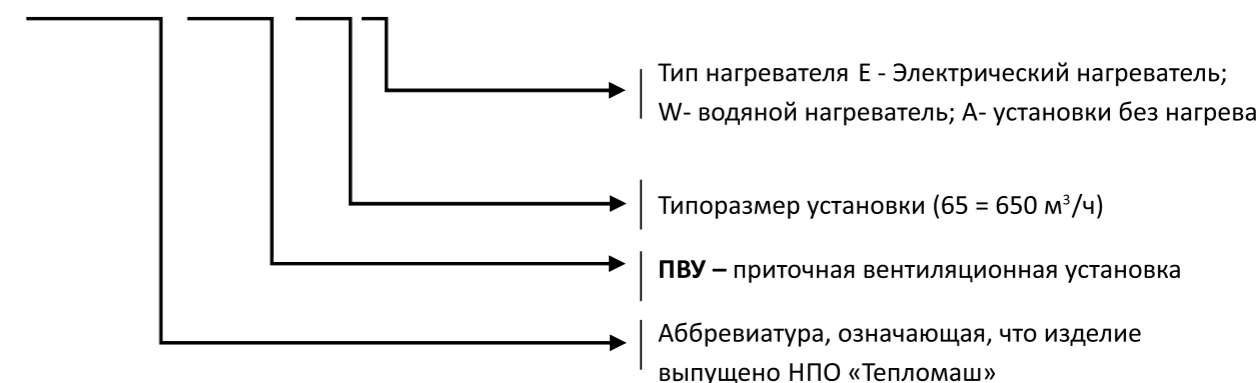 Тип нагревателя Е - Электрический нагреватель;
W- водяной нагреватель; А- установки без нагрева
Типоразмер установки (65 = 650 м³/ч)
ПВУ – приточная вентиляционная установка
Аббревиатура, означающая, что изделие
выпущено НПО «Тепломаш»